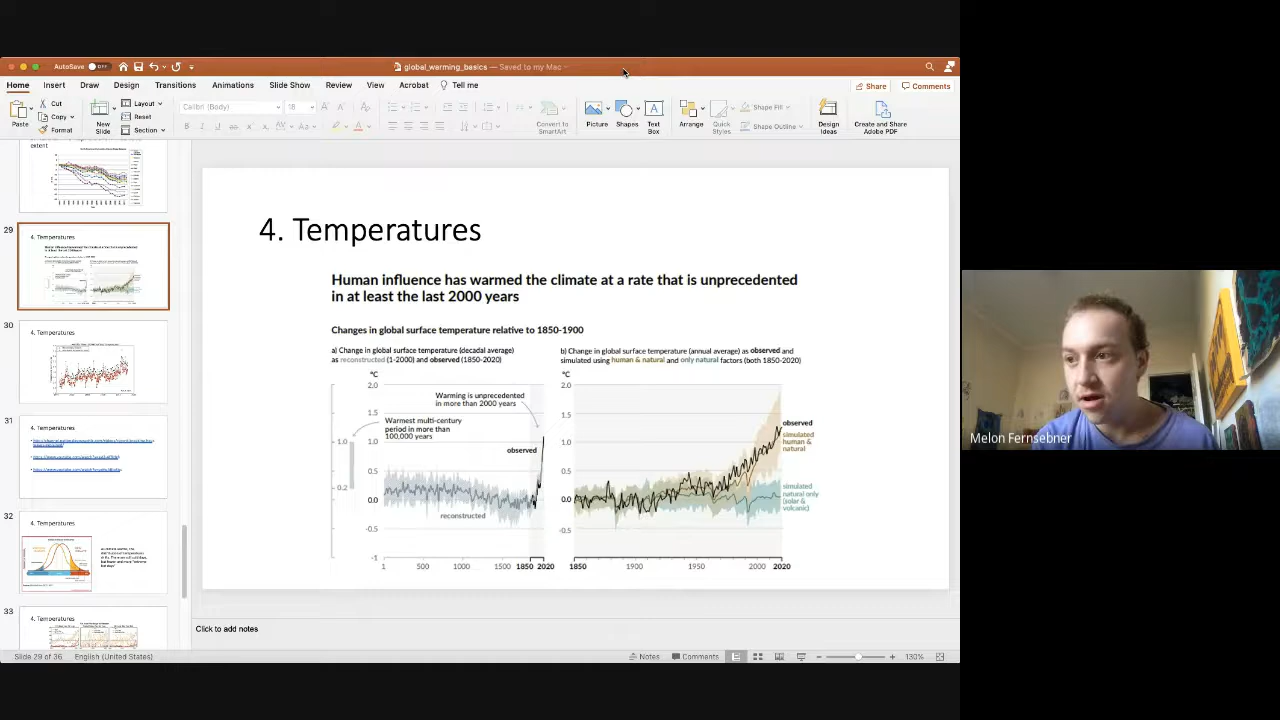 AutoSave OFF
global_warming_basics — Saved to my Mac
Home Insert Draw Design Transitions Animations Slide Show Review View Acrobat Tell me
Share Comments
Paste
Cut
Copy
Format
New
Slide
Layout
Reset
Section
Calibri (Body) 18
Convert to
SmartArt
Picture
Shapes
Text
Box
Arrange
Quick
Styles
Shape Fill
Shape Outline
Design
Ideas
Create and Share
Adobe PDF
extent
29
4. Temperatures
30
4. Temperatures
31
4. Temperatures
32
4. Temperatures
33
4. Temperatures
4. Temperatures
Human influence has warmed the climate at a rate that is unprecedented
in at least the last 2000 years
Changes in global surface temperature relative to 1850-1900
a) Change in global surface temperature (decadal average)
as reconstructed (1-2000) and observed (1850-2020)
°C
2.0
1.5
1.0
0.5
0.0
-0.5
-1
1.0
0.2
Warming is unprecedented
in more than 2000 years
Warmest multi-century
period in more than
100,000 years
observed
reconstructed
1 500 1000 1500 1850 2020
b) Change in global surface temperature (annual average) as observed and
simulated using human & natural and only natural factors (both 1850-2020)
°C
2.0
1.5
1.0
0.5
0.0
-0.5
observed
simulated
human &
natural
simulated
natural only
(solar &
volcanic)
1850 1900 1950 2000 2020
Click to add notes
Slide 29 of 36 English (United States)
Notes Comments 130%
Melon Fernsebner